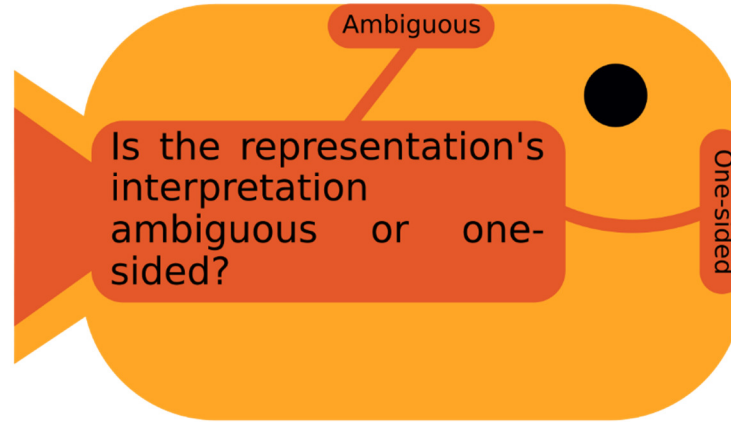 Ambiguous
Is the representation's
interpretation
ambiguous or one-
sided?
One-sided